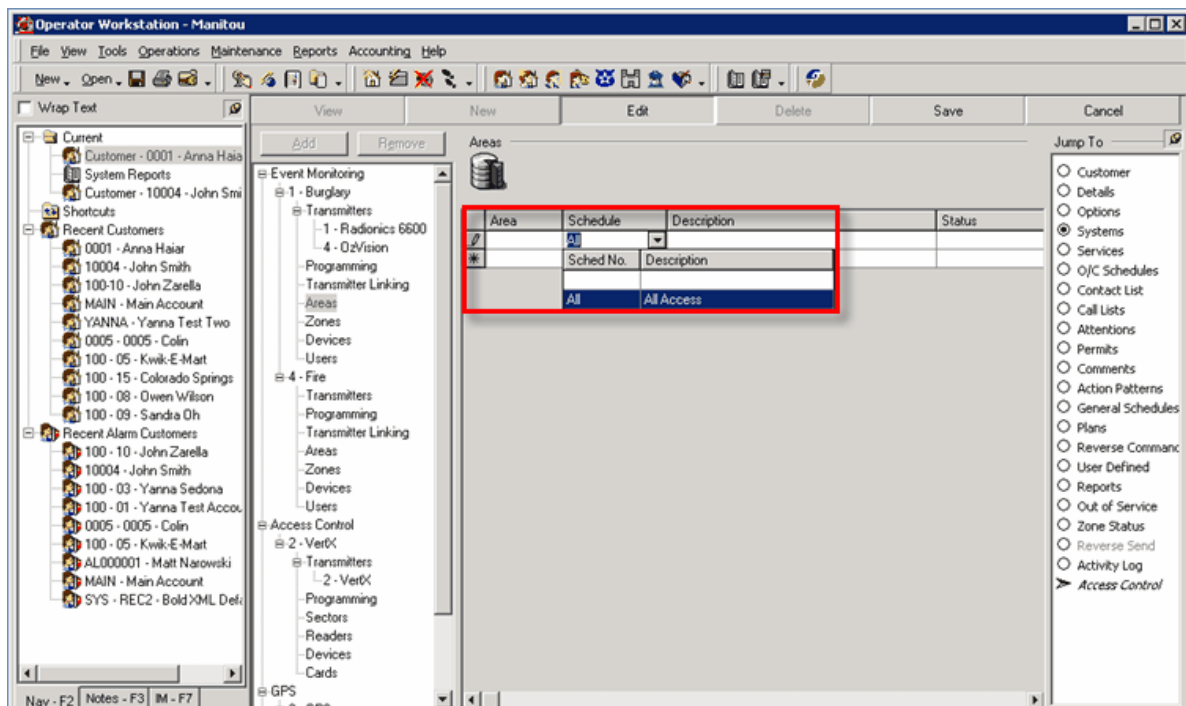 Operator Workstation - Manitou
File View Tools Operations Maintenance Reports Accounting Help
New Open
Wrap Text
View New Edit Delete Save Cancel
Current
Customer - 0001 - Anna Haia
System Reports
Customer - 10004 - John Smi
Shortcuts
Recent Customers
0001 - Anna Haiar
10004 - John Smith
100-10 - John Zarella
MAIN - Main Account
YANNA - Yanna Test Two
0005 - 0005 - Colin
100 - 05 - Kwik-E-Mart
100 - 15 - Colorado Springs
100 - 08 - Owen Wilson
100 - 09 - Sandra Oh
Recent Alarm Customers
100 - 10 - John Zarella
10004 - John Smith
100 - 03 - Yanna Sedona
100 - 01 - Yanna Test Accou
0005 - 0005 - Colin
100 - 05 - Kwik-E-Mart
AL000001 - Matt Narowski
MAIN - Main Account
SYS - REC2 - Bold XML Defa
Nav - F2 Notes - F3 IM - F7
Add Remove
Event Monitoring
1 - Burglary
Transmitters
1 - Radionics 6600
4 - OzVision
Programming
Transmitter Linking
Areas
Zones
Devices
Users
4 - Fire
Transmitters
Programming
Transmitter Linking
Areas
Zones
Devices
Users
Access Control
2 - VertX
Transmitters
2 - VertX
Programming
Sectors
Readers
Devices
Cards
GPS
Areas
Area Schedule Description Status
All
Sched No. Description
All All Access
Jump To
Customer
Details
Options
Systems
Services
O/C Schedules
Contact List
Call Lists
Attentions
Permits
Comments
Action Patterns
General Schedules
Plans
Reverse Commanc
User Defined
Reports
Out of Service
Zone Status
Reverse Send
Activity Log
Access Control